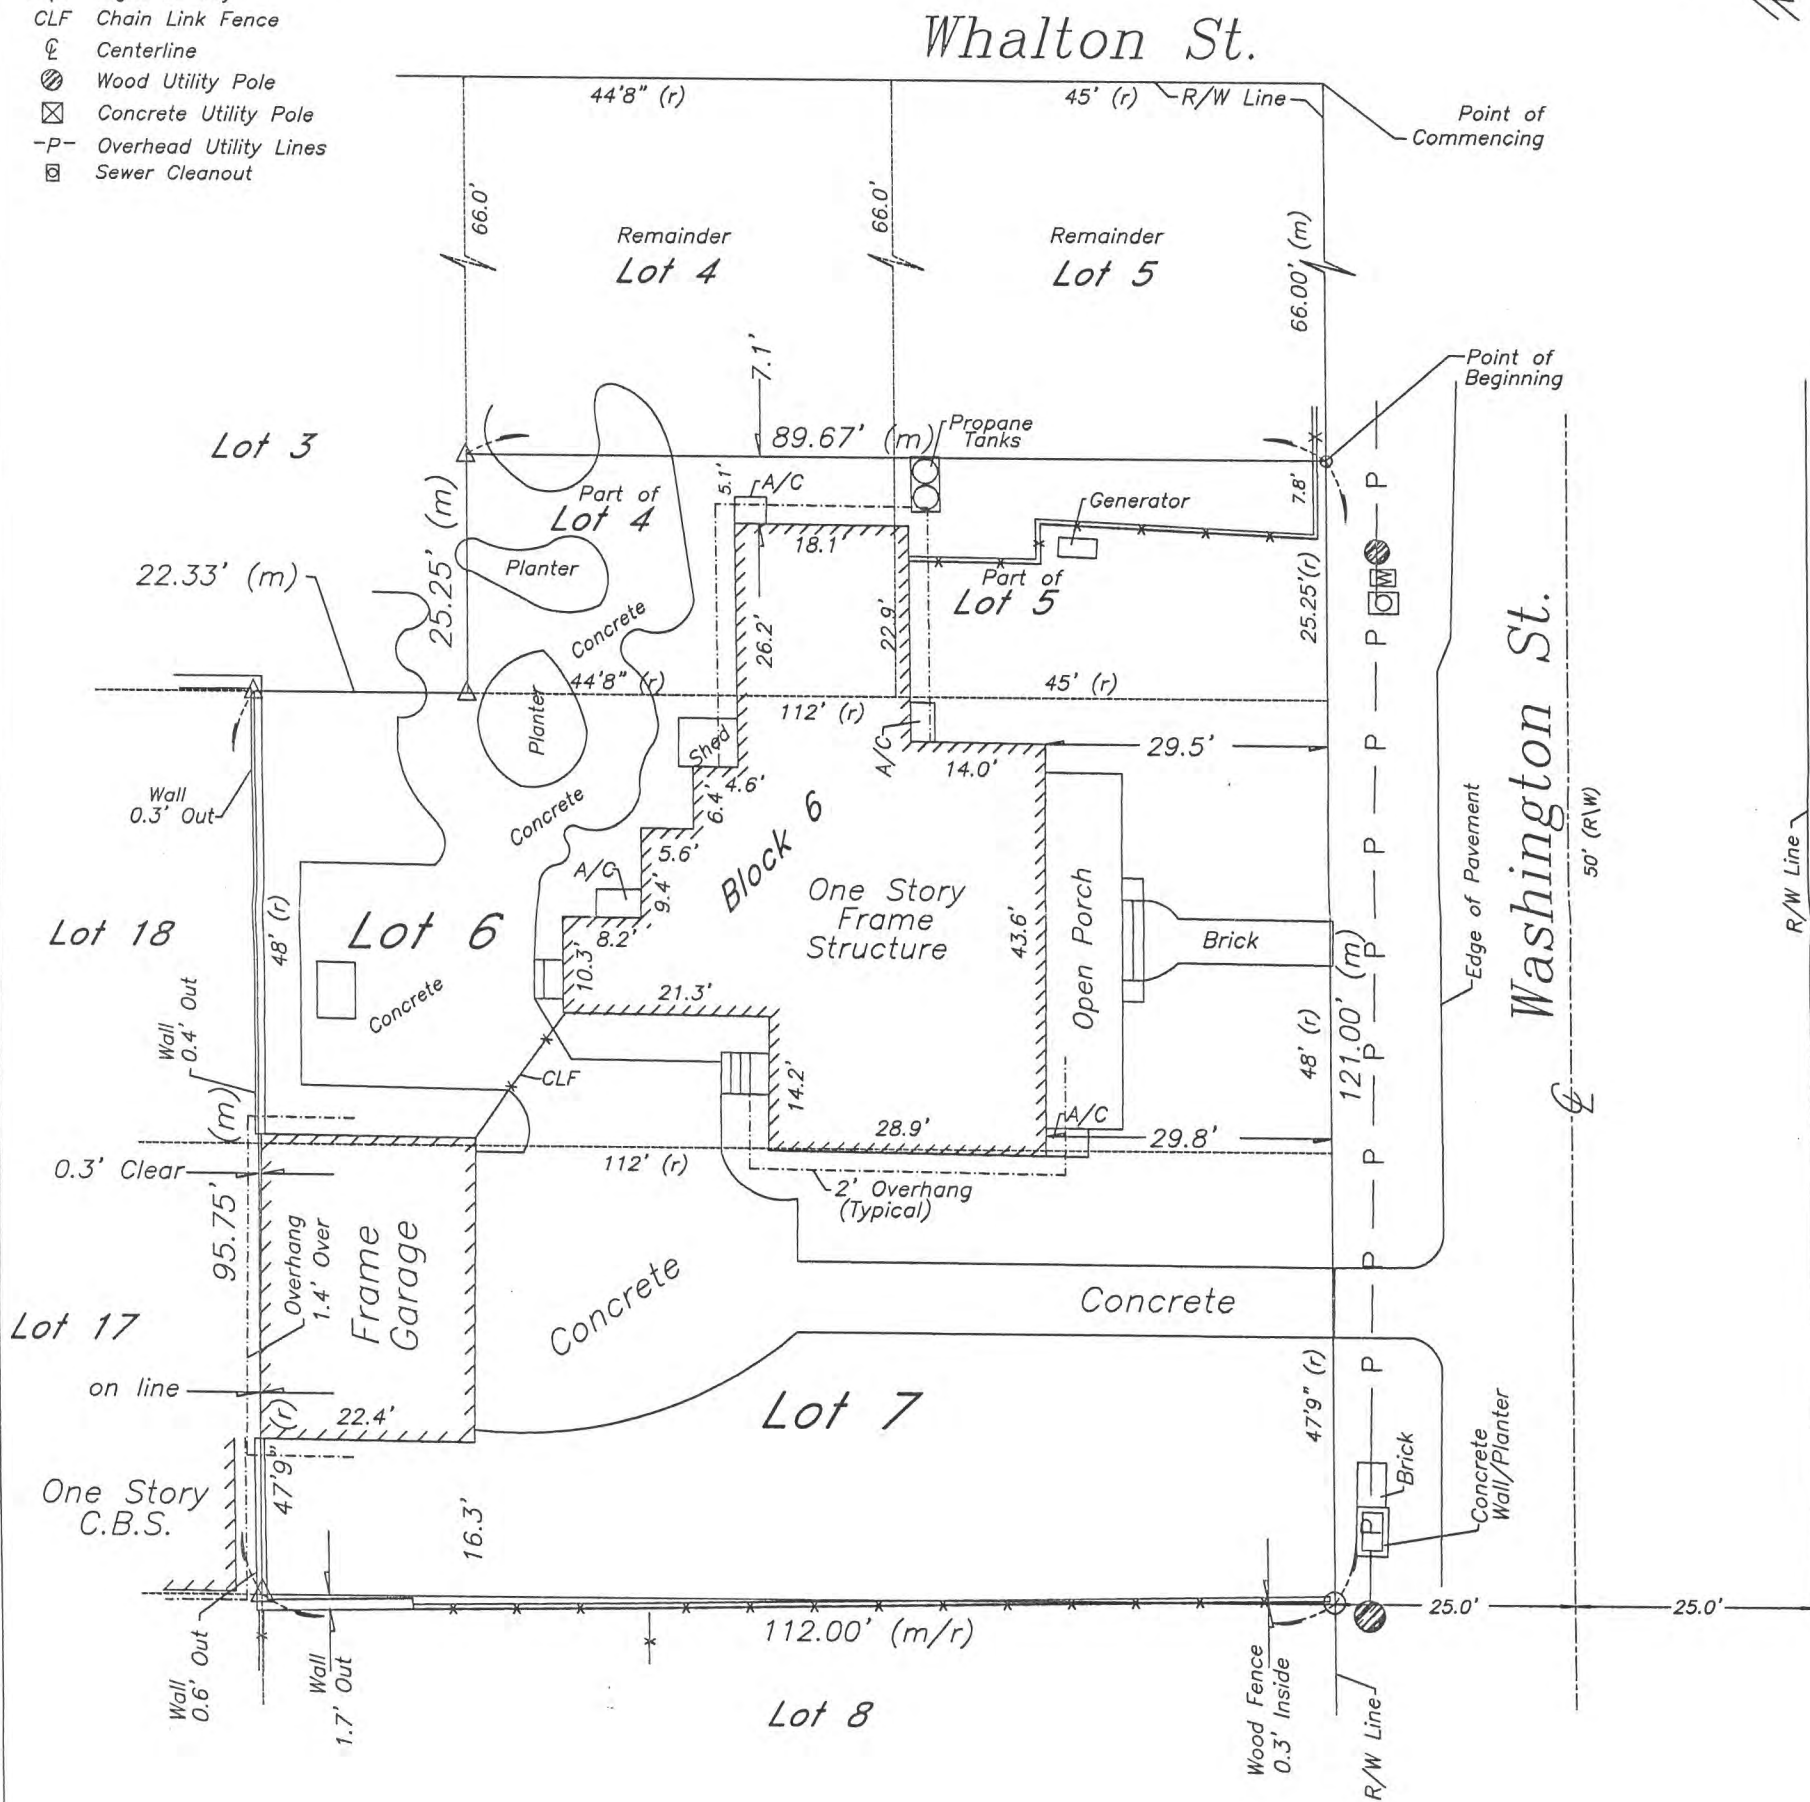 CLF Chain Link Fence
℄ Centerline
Wood Utility Pole
Concrete Utility Pole
-P- Overhead Utility Lines
Sewer Cleanout
Whalton St.
44'8" (r)
45' (r)
R/W Line
Point of
Commencing
66.0'
66.0'
66.00' (m)
Remainder
Lot 4
Remainder
Lot 5
7.1'
Point of
Beginning
Lot 3
89.67' (m)
Propane
Tanks
5.1'
A/C
7.8'
P
Part of
Lot 4
Generator
18.1'
25.25' (m)
22.33' (m)
Planter
Part of
Lot 5
25.25'(r)
W
Concrete
26.2'
22.9'
P
44'8" (r)
45' (r)
112' (r)
Planter
Shed
A/C
14.0'
29.5'
P
Wall
0.3' Out
4.6'
6.4'
Concrete
5.6'
Block 6
P
Washington St.
50' (R\W)
R/W Line
Edge of Pavement
A/C
9.4'
One Story
Frame
Structure
43.6'
Open Porch
Brick
Lot 18
48' (r)
Lot 6
8.2'
10.3'
21.3'
P
Concrete
Wall
0.4' Out
CLF
14.2'
48' (r)
121.00' (m)
P
℄
28.9'
A/C
29.8'
112' (r)
P
95.75' (m)
0.3' Clear
2' Overhang
(Typical)
Overhang
1.4' Over
Frame
Garage
Concrete
Concrete
P
Lot 17
on line
22.4'
Lot 7
47'9" (r)
P
47'9" (r)
One Story
C.B.S.
16.3'
Brick
Concrete
Wall/Planter
P
25.0'
25.0'
112.00' (m/r)
Wall
0.6' Out
Wall
1.7' Out
Lot 8
Wood Fence
0.3' Inside
R/W Line